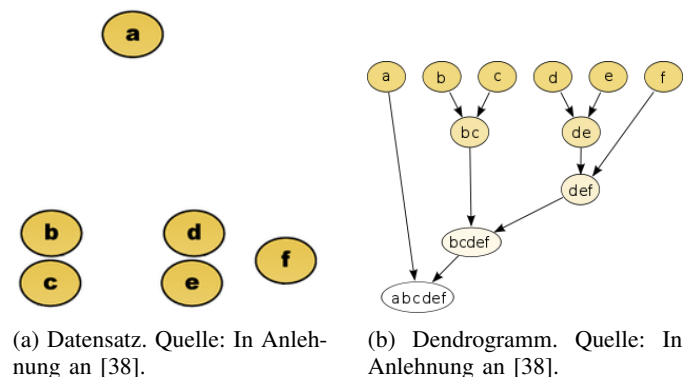 a
b
d
c
e
f
(a) Datensatz. Quelle: In Anleh-
nung an [38].
a b c d e f
bc de
def
bcdef
abcdef
(b) Dendrogramm. Quelle: In
Anlehnung an [38].